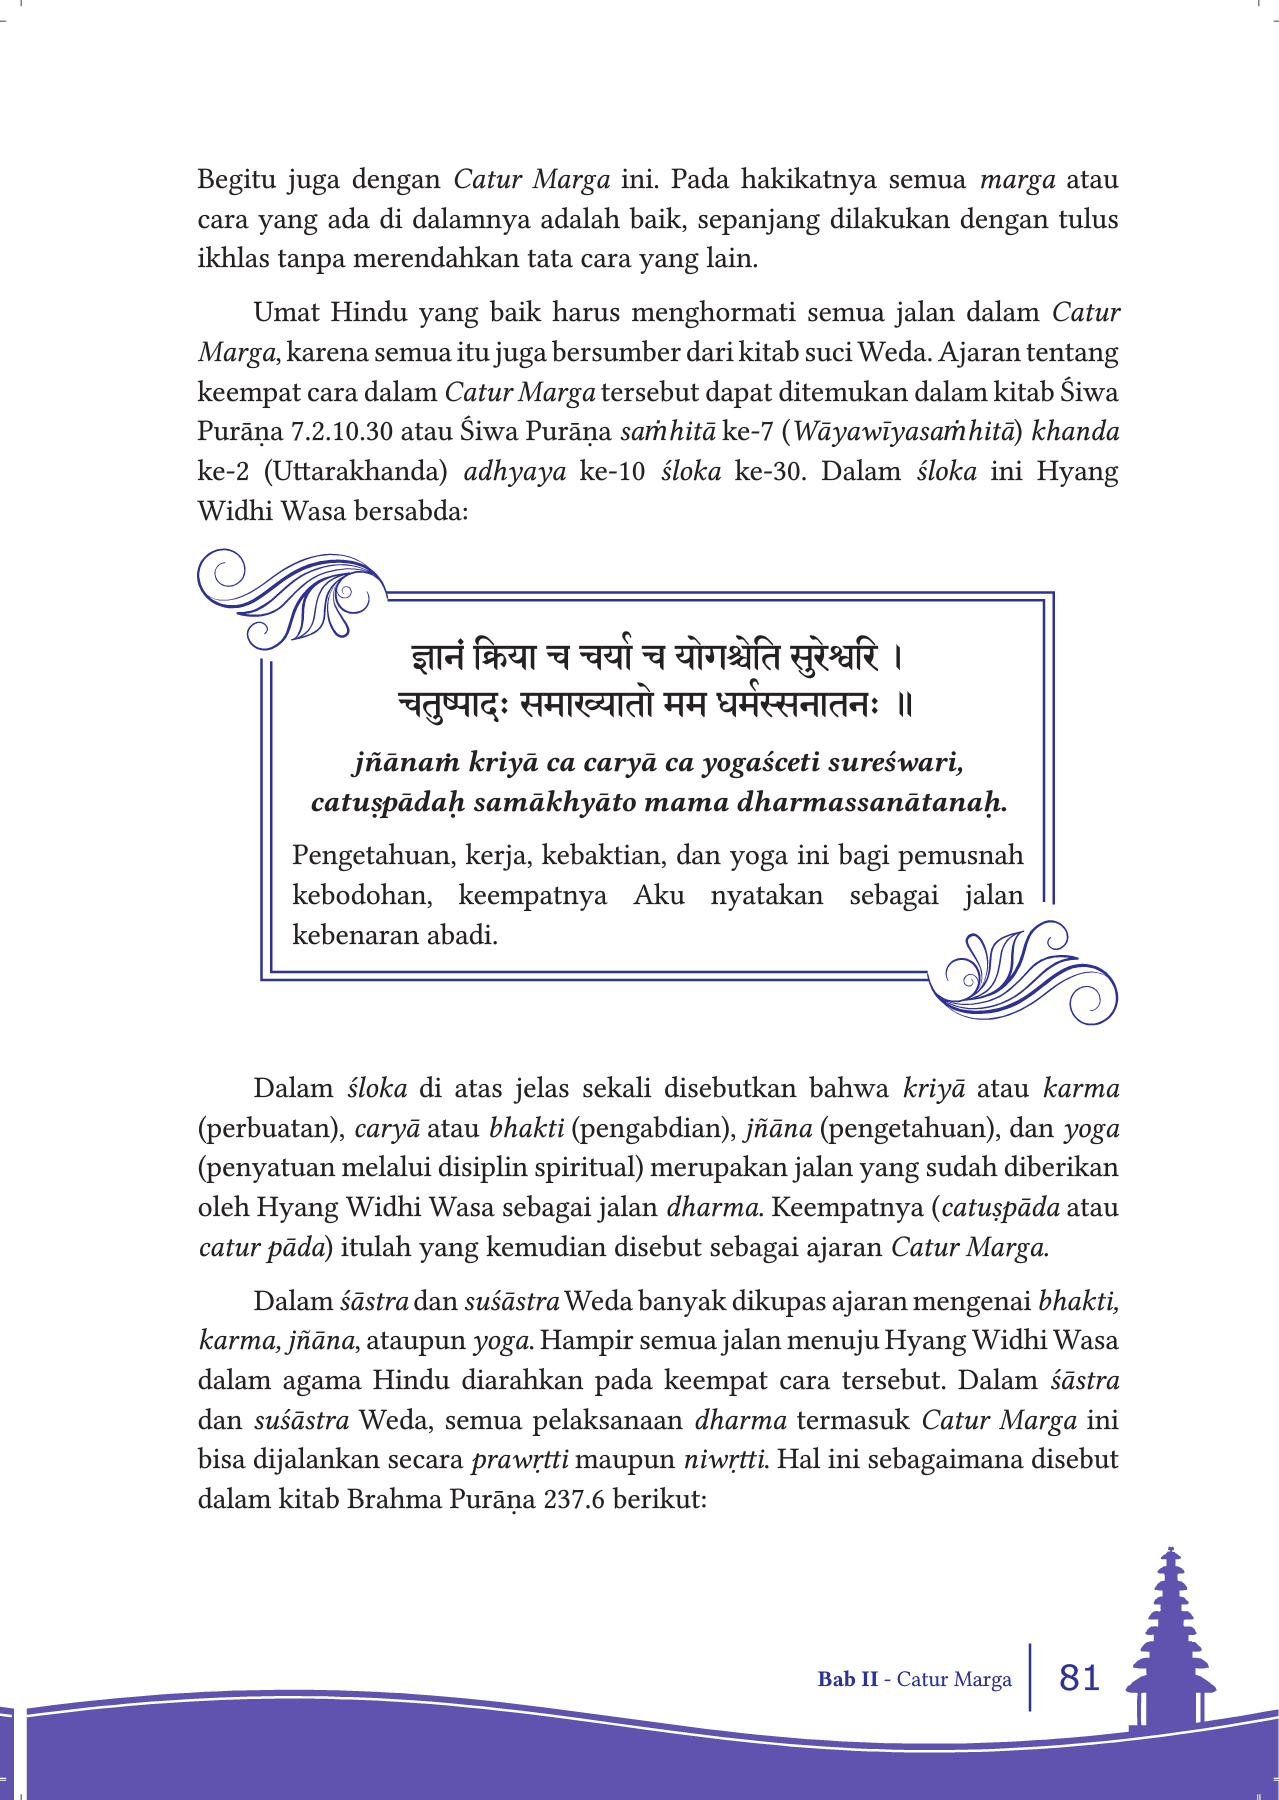 Begitu juga dengan Catur Marga ini. Pada hakikatnya semua marga atau
cara yang ada di dalamnya adalah baik, sepanjang dilakukan dengan tulus
ikhlas tanpa merendahkan tata cara yang lain.
Umat Hindu yang baik harus menghormati semua jalan dalam Catur
Marga, karena semua itu juga bersumber dari kitab suci Weda. Ajaran tentang
keempat cara dalam Catur Marga tersebut dapat ditemukan dalam kitab Śiwa
Purāṇa 7.2.10.30 atau Śiwa Purāṇa saṁhitā ke-7 (Wāyawīyasaṁhitā) khanda
ke-2 (Uttarakhanda) adhyaya ke-10 śloka ke-30. Dalam śloka ini Hyang
Widhi Wasa bersabda:
ज्ञानं क्रिया च चर्या च योगश्चेति सुरेश्वरि ।
चतुष्पादः समाख्यातो मम धर्मस्सनातनः ॥
jñānaṁ kriyā ca caryā ca yogaśceti sureśwari,
catuṣpādaḥ samākhyāto mama dharmassanātanaḥ.
Pengetahuan, kerja, kebaktian, dan yoga ini bagi pemusnah
kebodohan, keempatnya Aku nyatakan sebagai jalan
kebenaran abadi.
Dalam śloka di atas jelas sekali disebutkan bahwa kriyā atau karma
(perbuatan), caryā atau bhakti (pengabdian), jñāna (pengetahuan), dan yoga
(penyatuan melalui disiplin spiritual) merupakan jalan yang sudah diberikan
oleh Hyang Widhi Wasa sebagai jalan dharma. Keempatnya (catuṣpāda atau
catur pāda) itulah yang kemudian disebut sebagai ajaran Catur Marga.
Dalam śāstra dan suśāstra Weda banyak dikupas ajaran mengenai bhakti,
karma, jñāna, ataupun yoga. Hampir semua jalan menuju Hyang Widhi Wasa
dalam agama Hindu diarahkan pada keempat cara tersebut. Dalam śāstra
dan suśāstra Weda, semua pelaksanaan dharma termasuk Catur Marga ini
bisa dijalankan secara prawṛtti maupun niwṛtti. Hal ini sebagaimana disebut
dalam kitab Brahma Purāṇa 237.6 berikut:
Bab II - Catur Marga 81